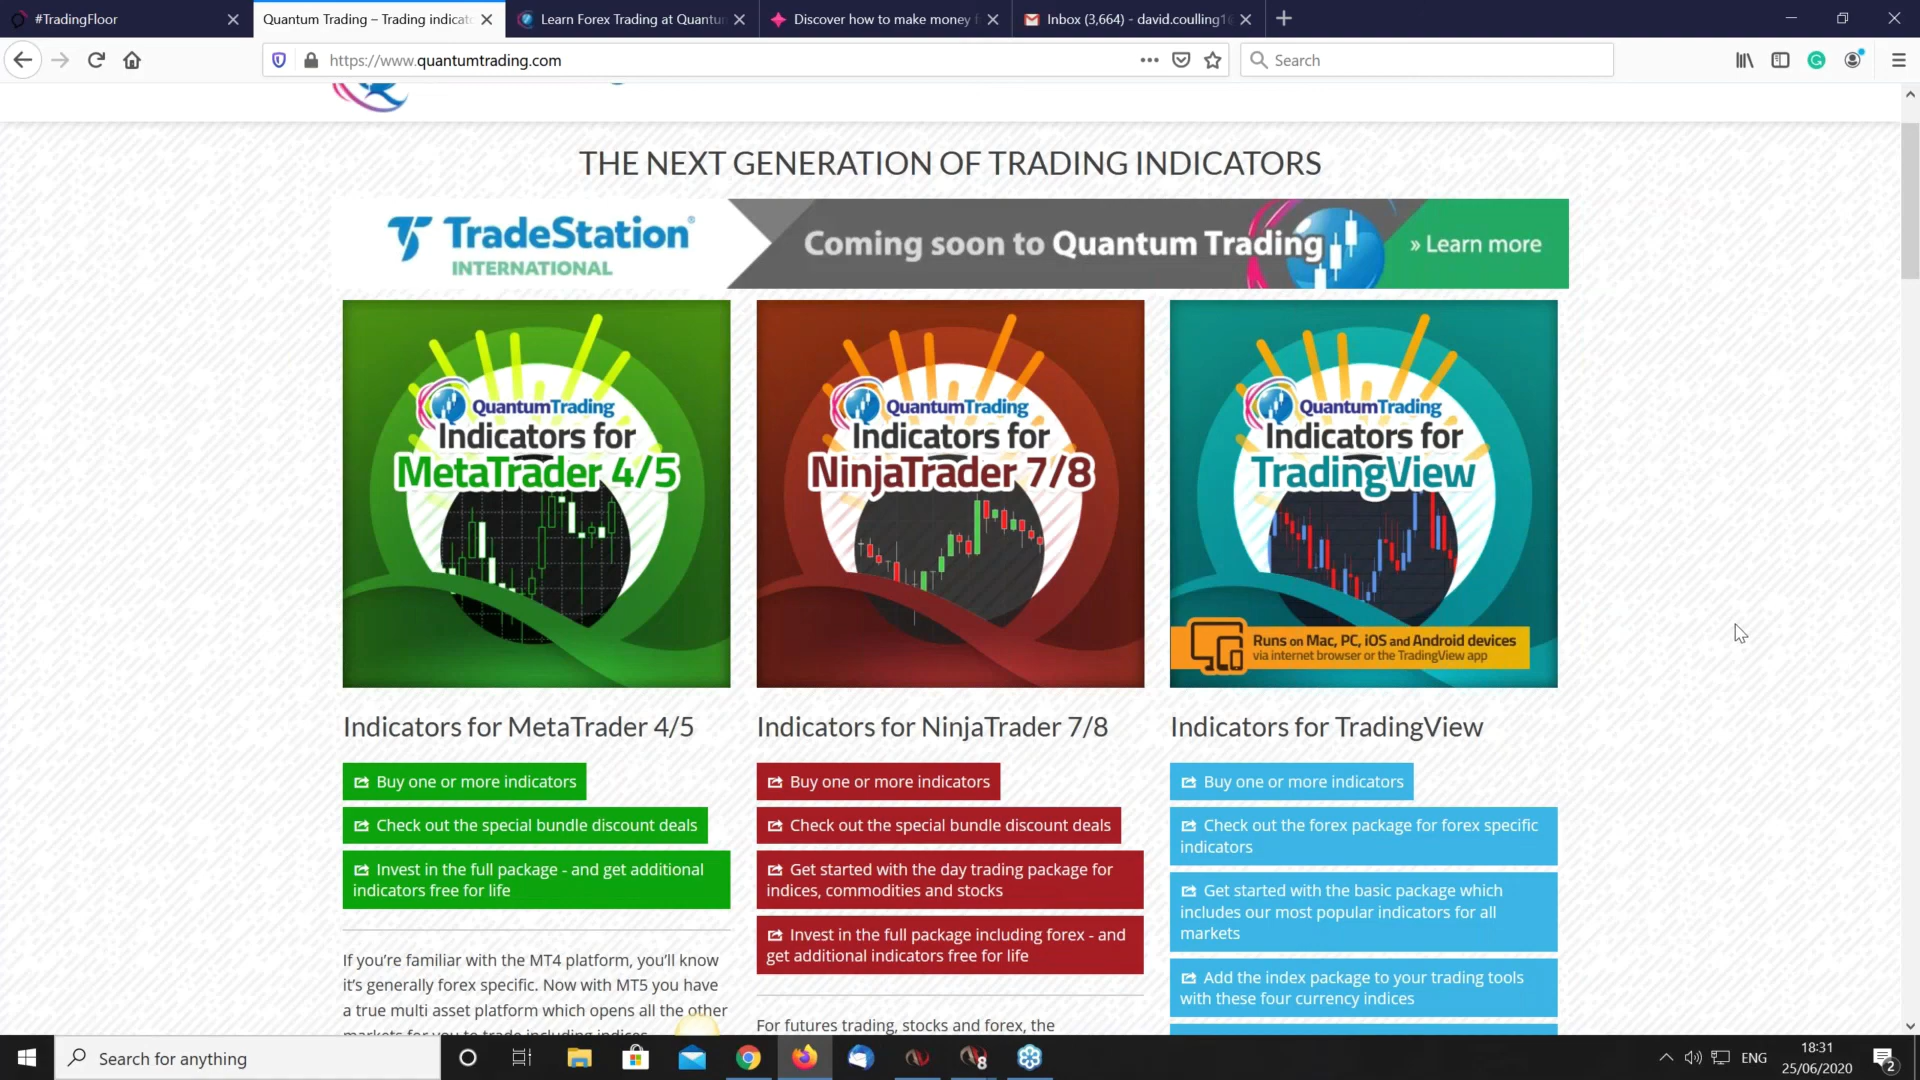 #TradingFloor
Quantum Trading – Trading indicat
Learn Forex Trading at Quantum
Discover how to make money f
Inbox (3,664) - david.coulling1
https://www.quantumtrading.com
Search
THE NEXT GENERATION OF TRADING INDICATORS
TradeStation
INTERNATIONAL
Coming soon to Quantum Trading
» Learn more
QuantumTrading
Indicators for
MetaTrader 4/5
QuantumTrading
Indicators for
NinjaTrader 7/8
QuantumTrading
Indicators for
TradingView
Runs on Mac, PC, iOS and Android devices
via internet browser or the TradingView app
Indicators for MetaTrader 4/5
Buy one or more indicators
Check out the special bundle discount deals
Invest in the full package - and get additional
indicators free for life
If you’re familiar with the MT4 platform, you’ll know
it’s generally forex specific. Now with MT5 you have
a true multi asset platform which opens all the other
markets for you to trade including indices
Indicators for NinjaTrader 7/8
Buy one or more indicators
Check out the special bundle discount deals
Get started with the day trading package for
indices, commodities and stocks
Invest in the full package including forex - and
get additional indicators free for life
For futures trading, stocks and forex, the
Indicators for TradingView
Buy one or more indicators
Check out the forex package for forex specific
indicators
Get started with the basic package which
includes our most popular indicators for all
markets
Add the index package to your trading tools
with these four currency indices
Search for anything
8
ENG
18:31
25/06/2020
2